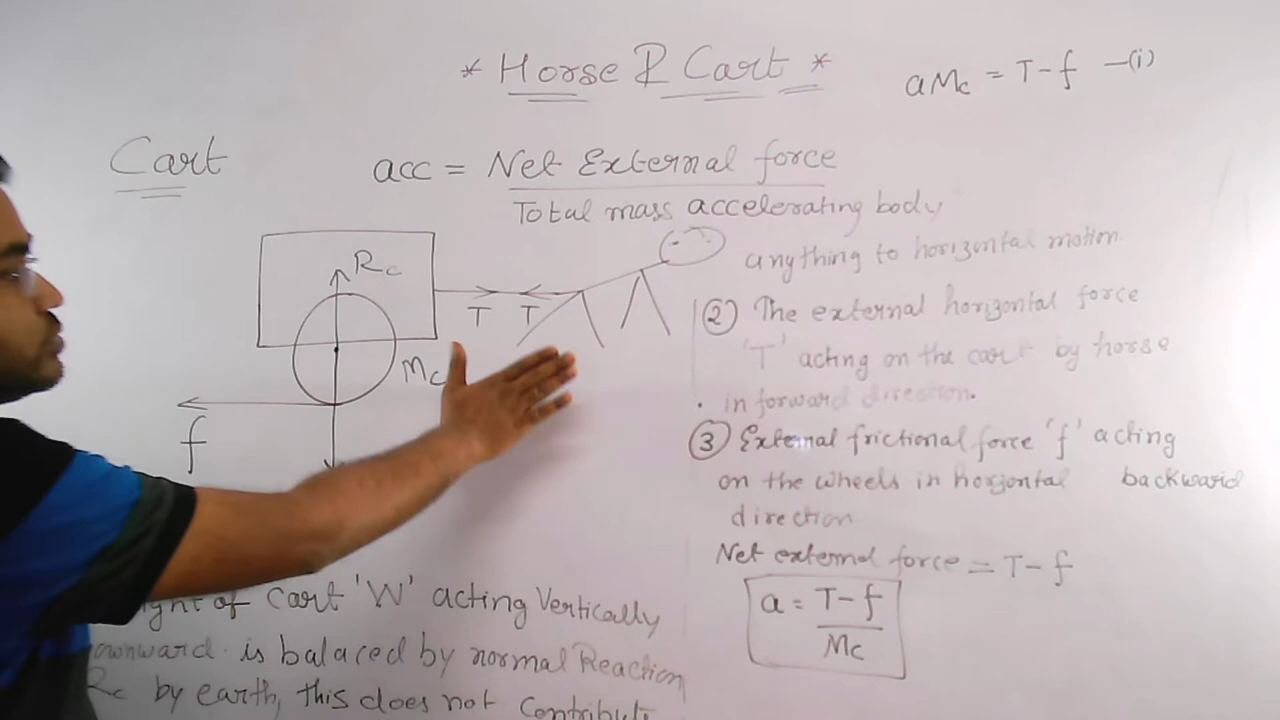 * Horse & Cart *
aMc = T-f —(i)
Cart
acc = Net External force
Total mass accelerating body
Rc
T
T
Mc
f
of Cart 'W' acting Vertically
is balaced by normal Reaction
Rc by earth, this does not Contribute
anything to horizontal motion.
② The external horizontal force
'T' acting on the cart by horse
in forward direction.
③ External frictional force 'f' acting
on the wheels in horzontal backward
direction
Net external force = T-f
a = T-f
Mc